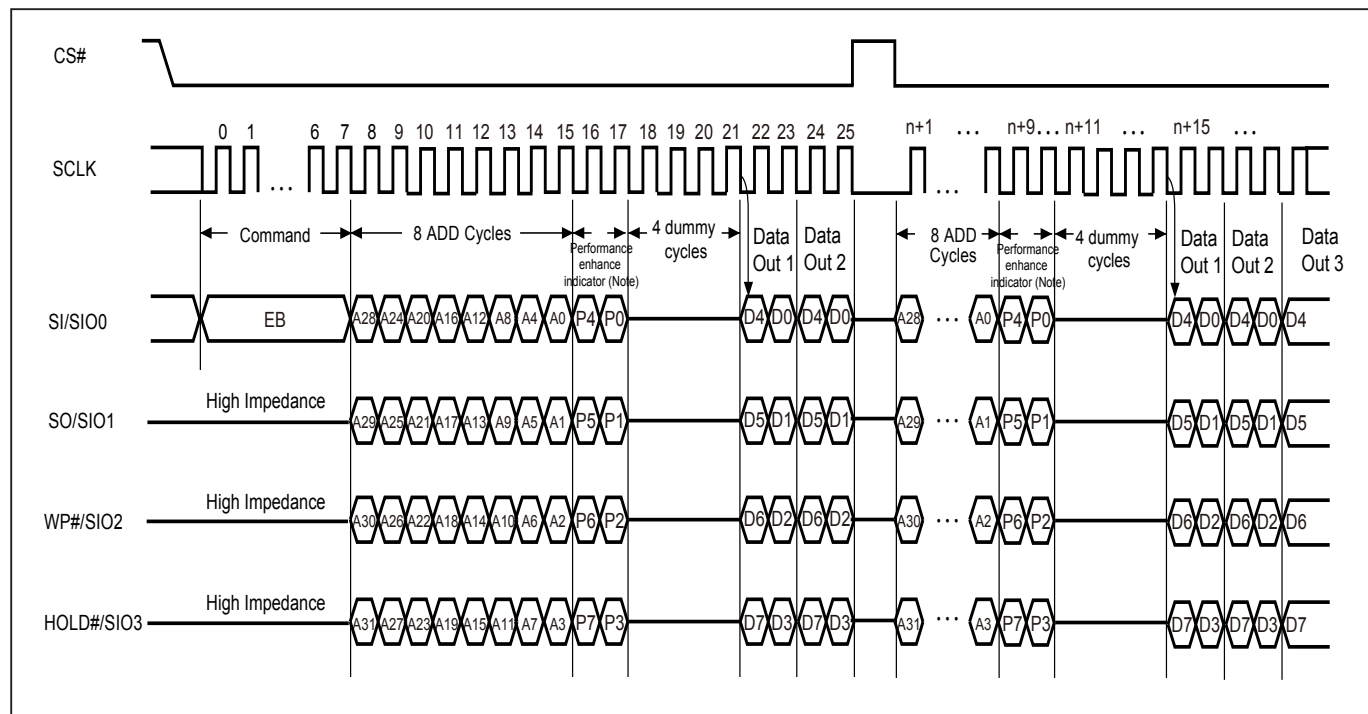 CS#
0 1 6 7 8 9 10 11 12 13 14 15 16 17 18 19 20 21 22 23 24 25 n+1 ... n+9... n+11 ... n+15 ...
SCLK
...
...
Command
8 ADD Cycles
Performance
enhance
indicator (Note)
4 dummy
cycles
Data
Out 1
Data
Out 2
8 ADD
Cycles
Performance
enhance
indicator (Note)
4 dummy
cycles
Data
Out 1
Data
Out 2
Data
Out 3
SI/SIO0
EB
A28 A24 A20 A16 A12 A8 A4 A0 P4 P0 D4 D0 D4 D0 A28 ... A0 P4 P0 D4 D0 D4 D0 D4
High Impedance
SO/SIO1
A29 A25 A21 A17 A13 A9 A5 A1 P5 P1 D5 D1 D5 D1 A29 ... A1 P5 P1 D5 D1 D5 D1 D5
High Impedance
WP#/SIO2
A30 A26 A22 A18 A14 A10 A6 A2 P6 P2 D6 D2 D6 D2 A30 ... A2 P6 P2 D6 D2 D6 D2 D6
High Impedance
HOLD#/SIO3
A31 A27 A23 A19 A15 A11 A7 A3 P7 P3 D7 D3 D7 D3 A31 ... A3 P7 P3 D7 D3 D7 D3 D7